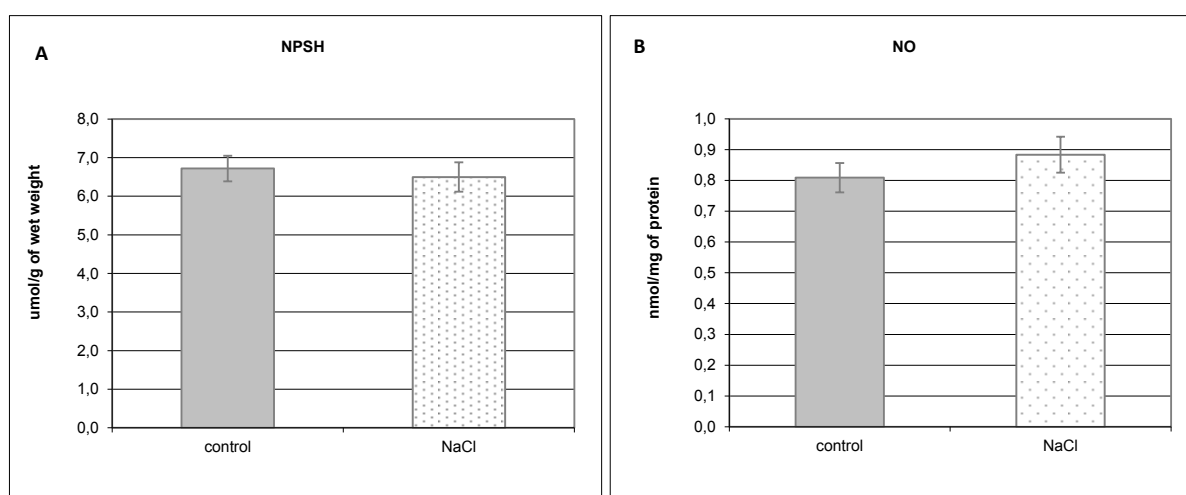 A
NPSH
umol/g of wet weight
8,0
7,0
6,0
5,0
4,0
3,0
2,0
1,0
0,0
control
NaCl
B
NO
nmol/mg of protein
1,0
0,9
0,8
0,7
0,6
0,5
0,4
0,3
0,2
0,1
0,0
control
NaCl